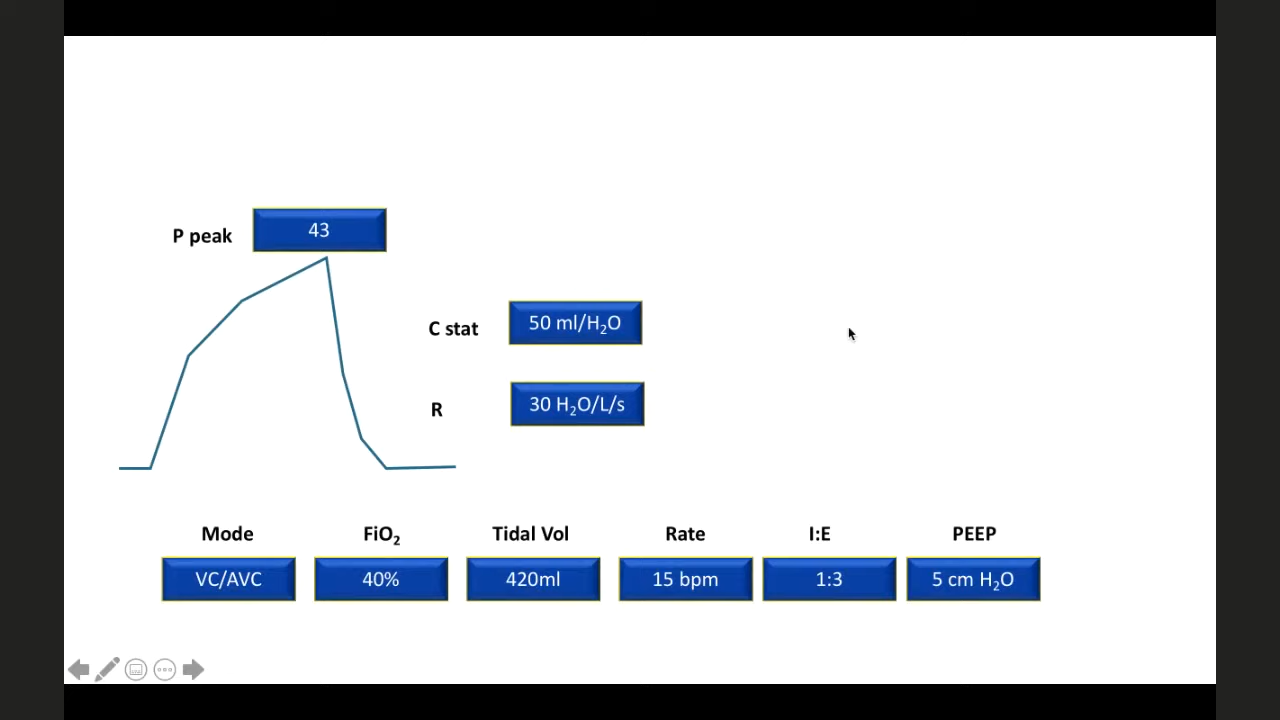 P peak 43
C stat 50 ml/H₂O
R 30 H₂O/L/s
Mode FiO₂ Tidal Vol Rate I:E PEEP
VC/AVC 40% 420ml 15 bpm 1:3 5 cm H₂O